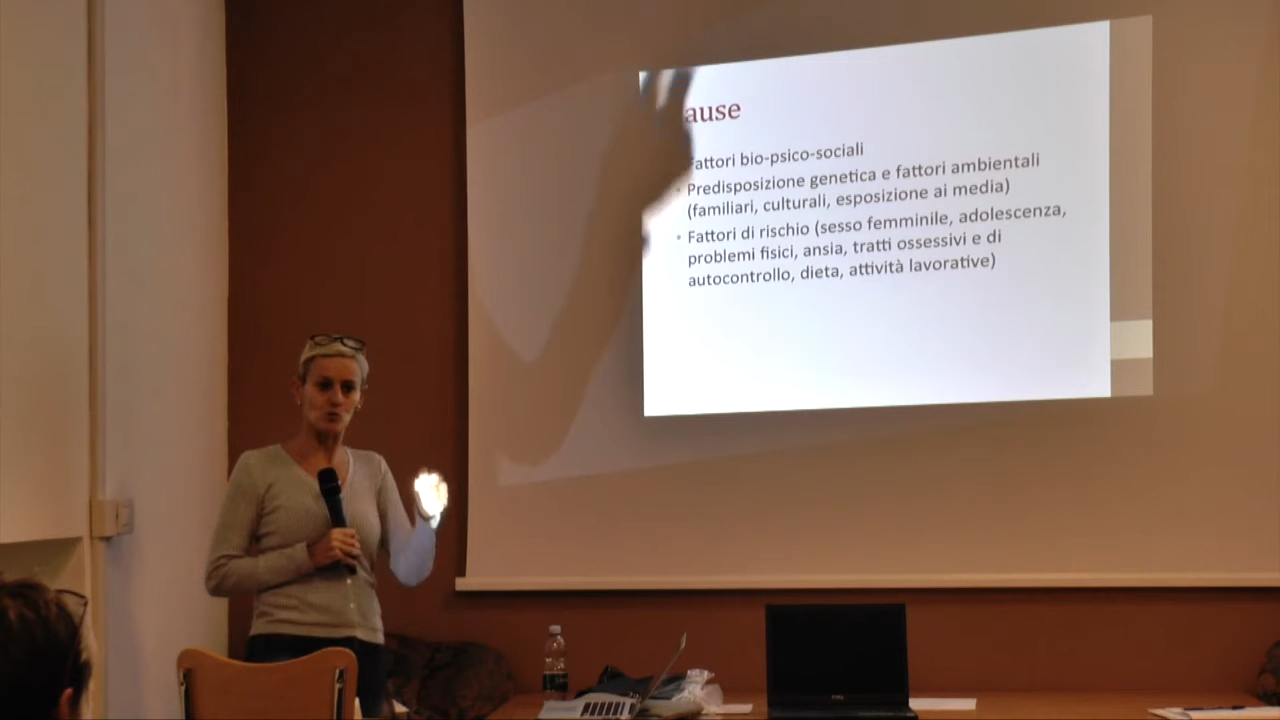 ause
Fattori bio-psico-sociali
Predisposizione genetica e fattori ambientali
(familiari, culturali, esposizione ai media)
Fattori di rischio (sesso femminile, adolescenza,
problemi fisici, ansia, tratti ossessivi e di
autocontrollo, dieta, attività lavorative)
DELL